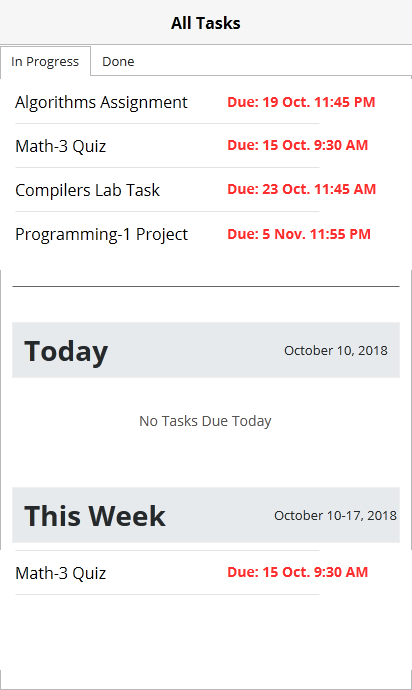 All Tasks
In Progress Done
Algorithms Assignment Due: 19 Oct. 11:45 PM
Math-3 Quiz Due: 15 Oct. 9:30 AM
Compilers Lab Task Due: 23 Oct. 11:45 AM
Programming-1 Project Due: 5 Nov. 11:55 PM
Today October 10, 2018
No Tasks Due Today
This Week October 10-17, 2018
Math-3 Quiz Due: 15 Oct. 9:30 AM